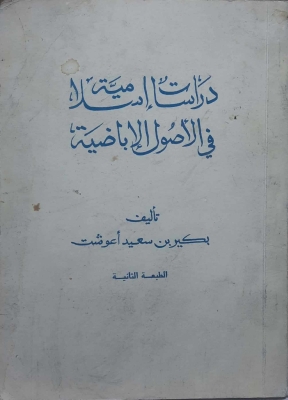 دراسات إسلامية
في الأصول الإباضية
تأليف
بكير بن سعيد أعوشت
الطبعة الثانية